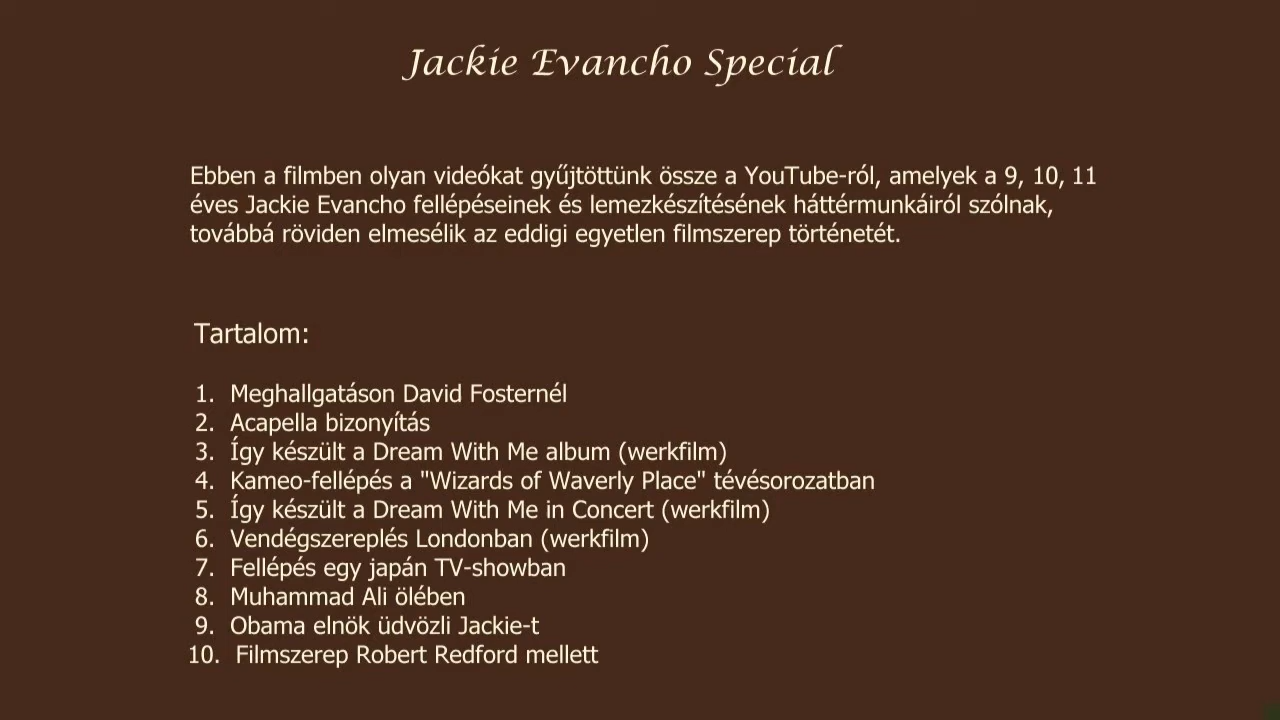 Jackie Evancho Special
Ebben a filmben olyan videókat gyűjtöttünk össze a YouTube-ról, amelyek a 9, 10, 11
éves Jackie Evancho fellépéseinek és lemezkészítésének háttérmunkáiról szólnak,
továbbá röviden elmesélik az eddigi egyetlen filmszerep történetét.
Tartalom:
1. Meghallgatáson David Fosternél
2. Acapella bizonyítás
3. Így készült a Dream With Me album (werkfilm)
4. Kameo-fellépés a "Wizards of Waverly Place" tévésorozatban
5. Így készült a Dream With Me in Concert (werkfilm)
6. Vendégszereplés Londonban (werkfilm)
7. Fellépés egy japán TV-showban
8. Muhammad Ali ölében
9. Obama elnök üdvözli Jackie-t
10. Filmszerep Robert Redford mellett